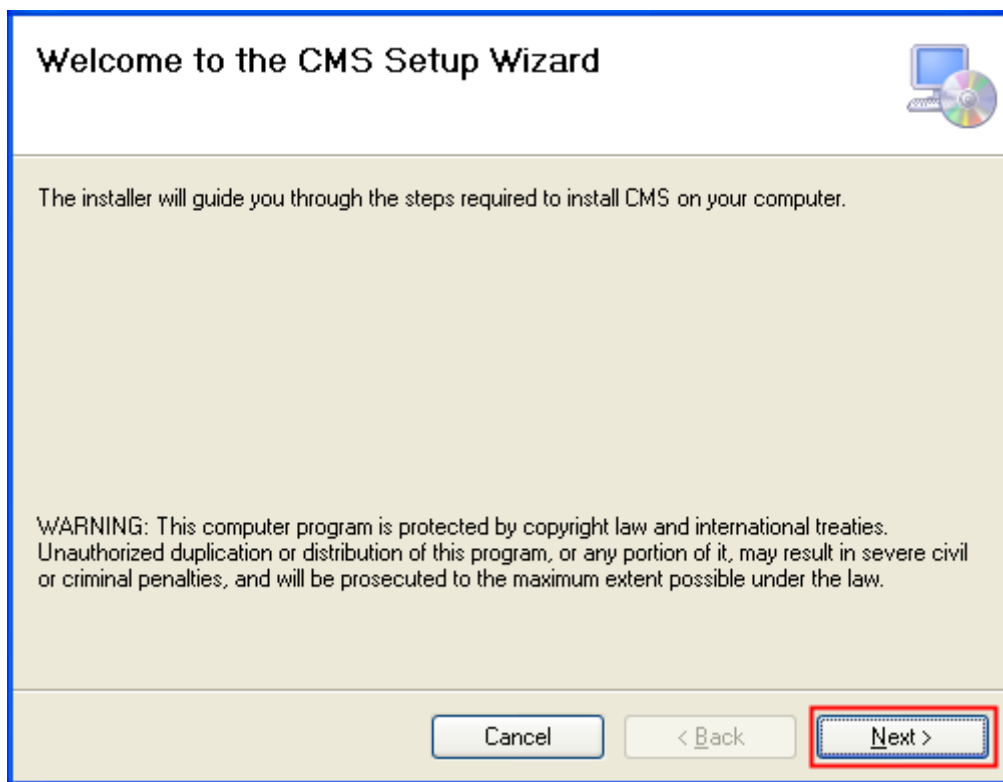 Welcome to the CMS Setup Wizard
The installer will guide you through the steps required to install CMS on your computer.
WARNING: This computer program is protected by copyright law and international treaties.
Unauthorized duplication or distribution of this program, or any portion of it, may result in severe civil
or criminal penalties, and will be prosecuted to the maximum extent possible under the law.
Cancel < Back Next >